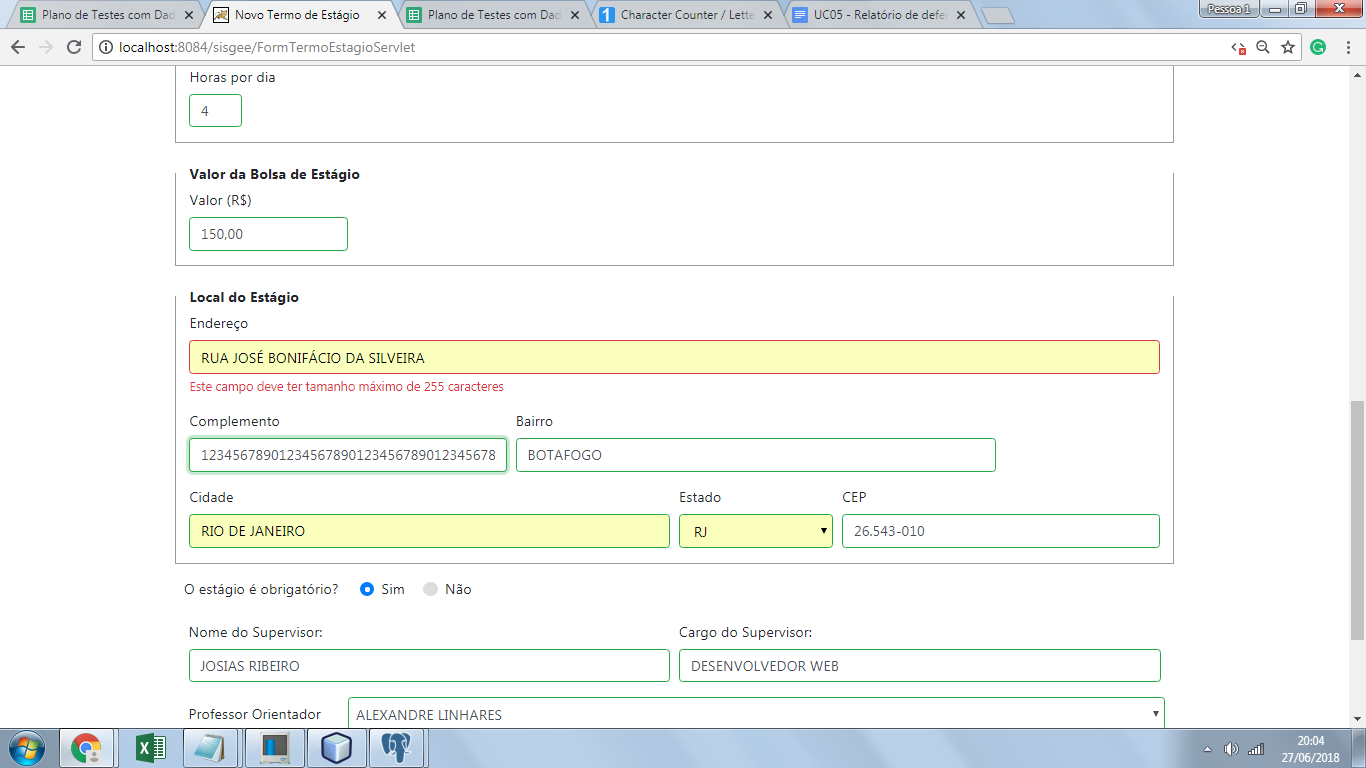 Plano de Testes com Dad
Novo Termo de Estágio
Plano de Testes com Dad
Character Counter / Lette
UC05 - Relatório de defei
Pessoa 1
localhost:8084/sisgee/FormTermoEstagioServlet
Horas por dia
4
Valor da Bolsa de Estágio
Valor (R$)
150,00
Local do Estágio
Endereço
RUA JOSÉ BONIFÁCIO DA SILVEIRA
Este campo deve ter tamanho máximo de 255 caracteres
Complemento Bairro
12345678901234567890123456789012345678 BOTAFOGO
Cidade Estado CEP
RIO DE JANEIRO RJ 26.543-010
O estágio é obrigatório? Sim Não
Nome do Supervisor: Cargo do Supervisor:
JOSIAS RIBEIRO DESENVOLVEDOR WEB
Professor Orientador ALEXANDRE LINHARES
20:04
27/06/2018